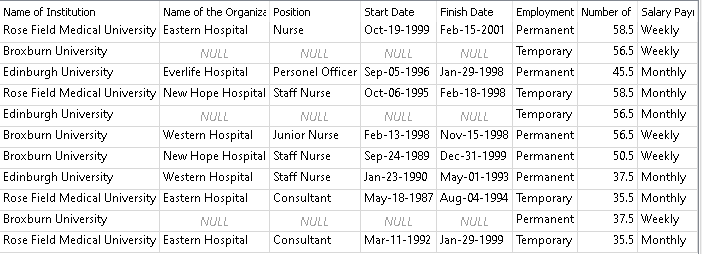 Name of Institution Name of the Organiza Position Start Date Finish Date Employment Number of Salary Payı
Rose Field Medical University Eastern Hospital Nurse Oct-19-1999 Feb-15-2001 Permanent 58.5 Weekly
Broxburn University NULL NULL NULL NULL Temporary 56.5 Weekly
Edinburgh University Everlife Hospital Personel Officer Sep-05-1996 Jan-29-1998 Permanent 45.5 Monthly
Rose Field Medical University New Hope Hospital Staff Nurse Oct-06-1995 Feb-18-1998 Temporary 58.5 Monthly
Edinburgh University NULL NULL NULL NULL Temporary 56.5 Monthly
Broxburn University Western Hospital Junior Nurse Feb-13-1998 Nov-15-1998 Permanent 56.5 Weekly
Broxburn University New Hope Hospital Staff Nurse Sep-24-1989 Dec-31-1999 Permanent 50.5 Weekly
Edinburgh University Western Hospital Staff Nurse Jan-23-1990 May-01-1993 Permanent 37.5 Monthly
Rose Field Medical University Eastern Hospital Consultant May-18-1987 Aug-04-1994 Temporary 35.5 Monthly
Broxburn University NULL NULL NULL NULL Permanent 37.5 Weekly
Rose Field Medical University Eastern Hospital Consultant Mar-11-1992 Jan-29-1999 Temporary 35.5 Monthly